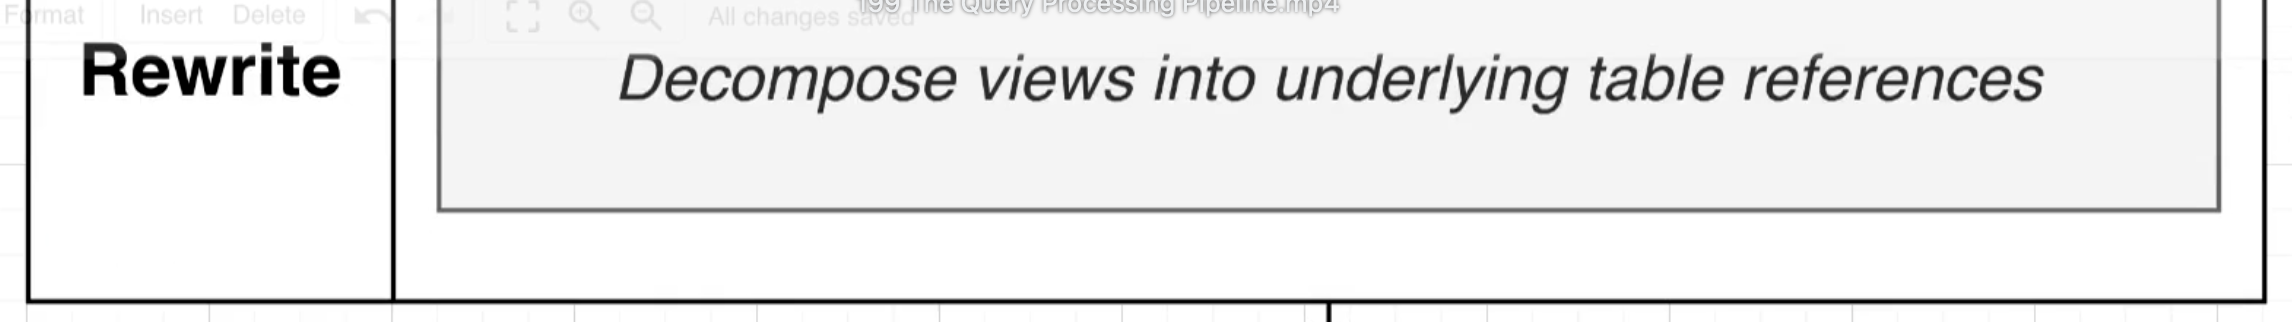 199 The Query Processing Pipeline.mp4
Format Insert Delete All changes saved
Rewrite
Decompose views into underlying table references